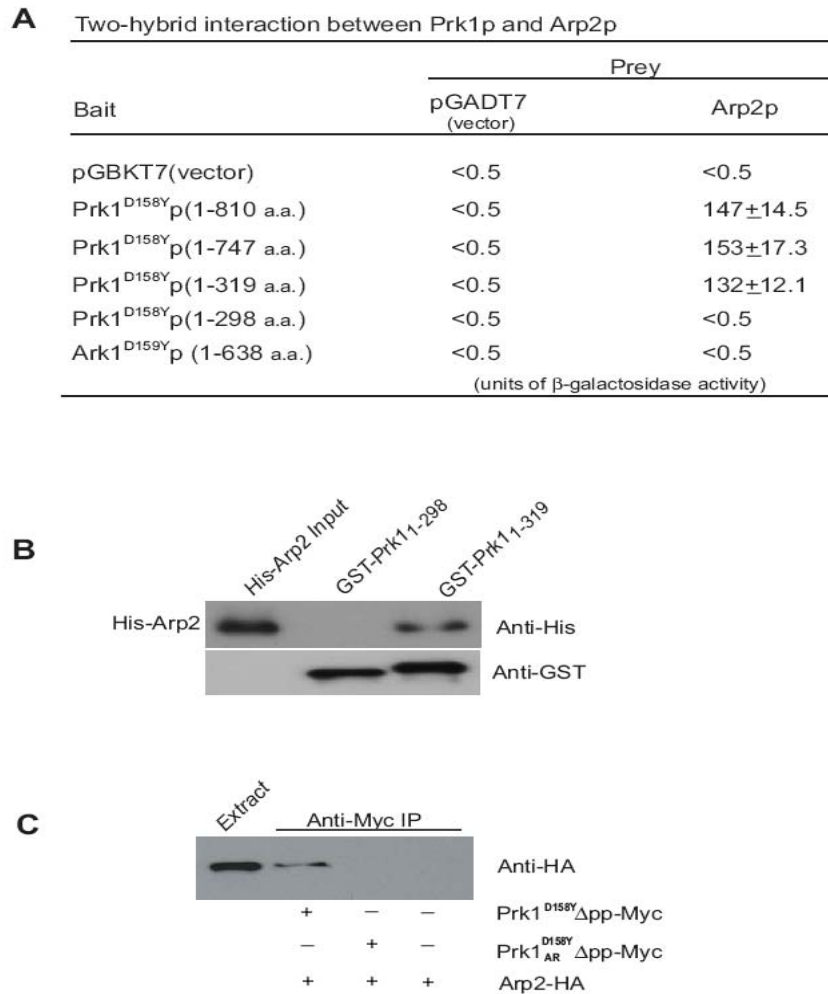 A
Two-hybrid interaction between Prk1p and Arp2p
Prey
Bait
pGADT7
(vector)
Arp2p
pGBKT7(vector) <0.5 <0.5
Prk1D158Yp(1-810 a.a.) <0.5 147±14.5
Prk1D158Yp(1-747 a.a.) <0.5 153±17.3
Prk1D158Yp(1-319 a.a.) <0.5 132±12.1
Prk1D158Yp(1-298 a.a.) <0.5 <0.5
Ark1D159Yp (1-638 a.a.) <0.5 <0.5
(units of β-galactosidase activity)
B
His-Arp2 Input
GST-Prk11-298
GST-Prk11-319
His-Arp2
Anti-His
Anti-GST
C
Extract
Anti-Myc IP
Anti-HA
+ − − Prk1D158YΔpp-Myc
− + − Prk1D158YARΔpp-Myc
+ + + Arp2-HA